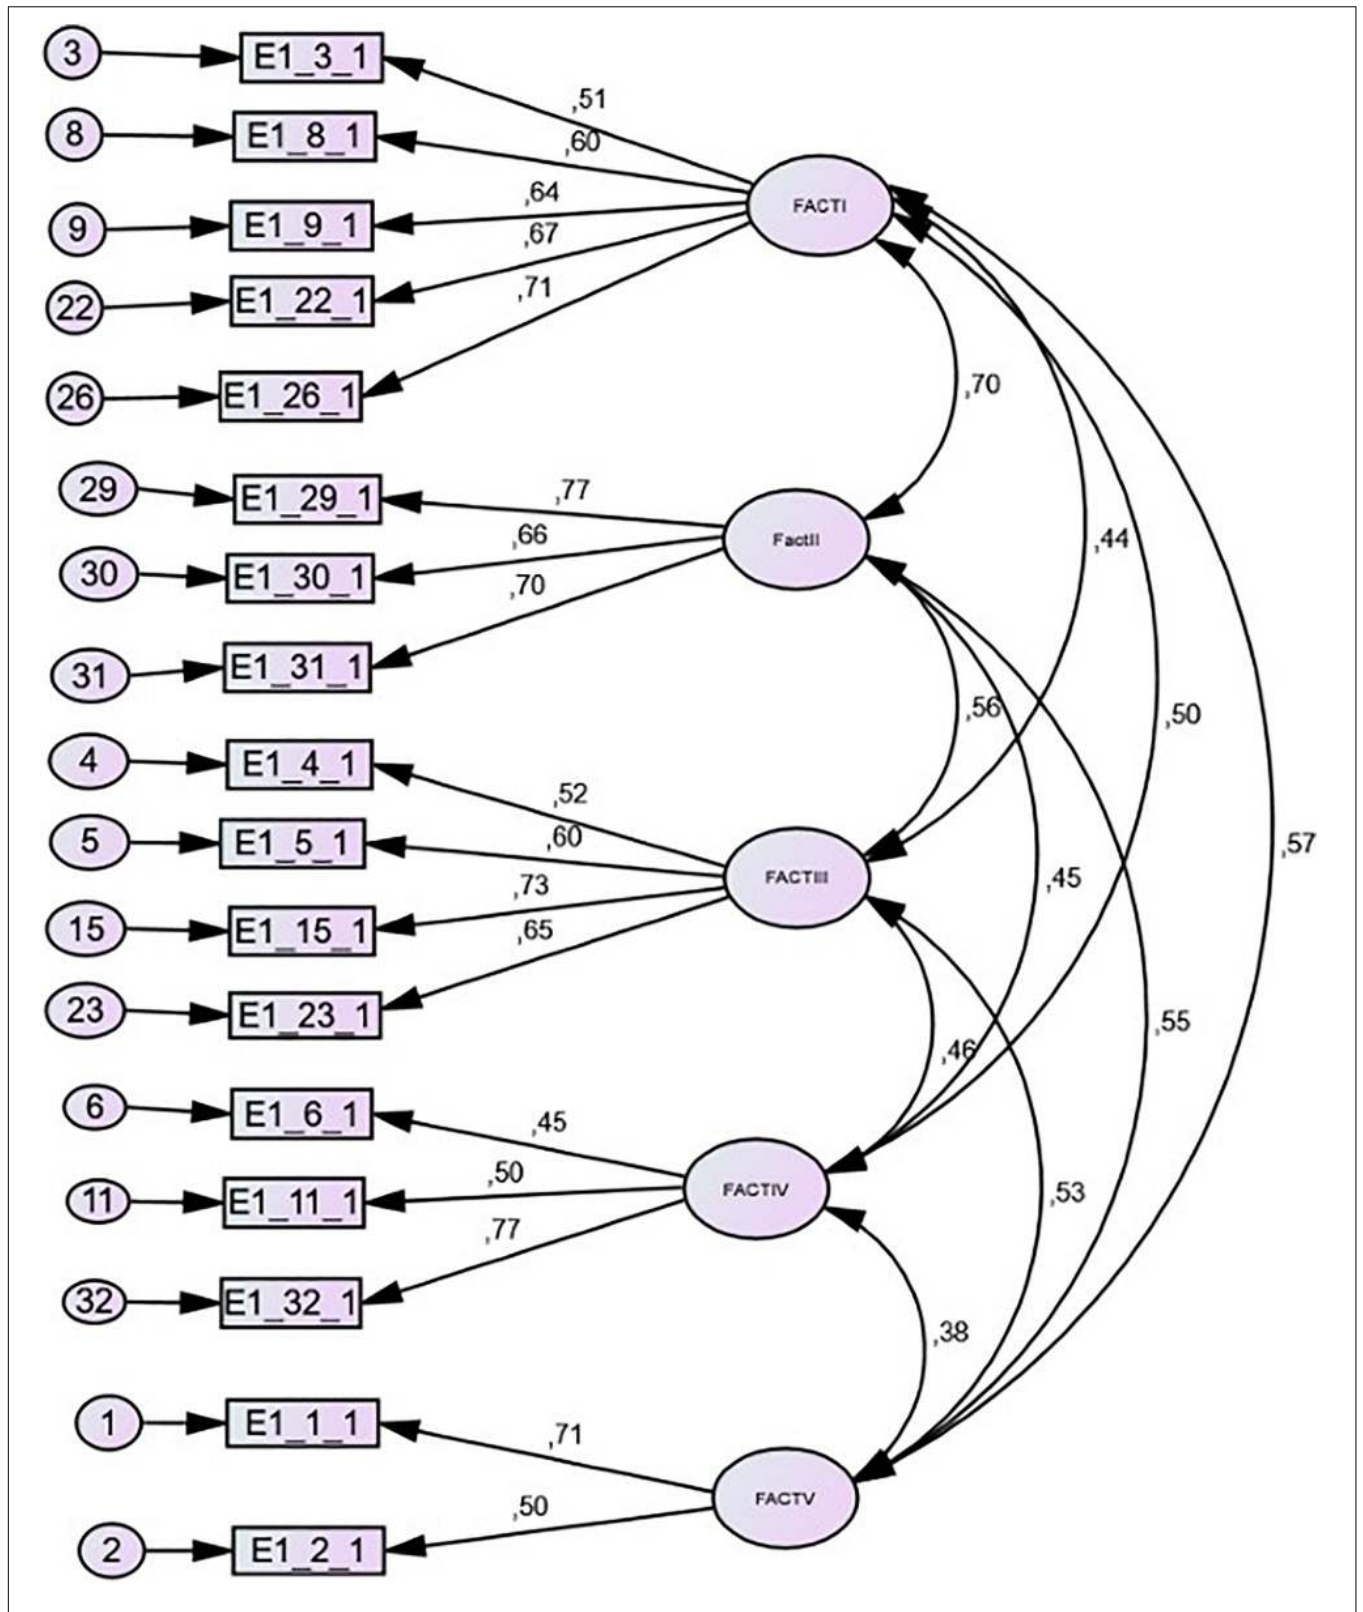 3 E1_3_1
,51
8 E1_8_1
,60
FACTI
9 E1_9_1
,64
,67
22 E1_22_1
,71
26 E1_26_1
,70
29 E1_29_1
,77
FactII
,44
30 E1_30_1
,66
,70
31 E1_31_1
,56
,50
4 E1_4_1
,52
5 E1_5_1
,60
,57
FACTIII
,45
15 E1_15_1
,73
,65
23 E1_23_1
,55
,46
6 E1_6_1
,45
FACTIV
,53
11 E1_11_1
,50
,77
32 E1_32_1
,38
1 E1_1_1
,71
FACTV
,50
2 E1_2_1